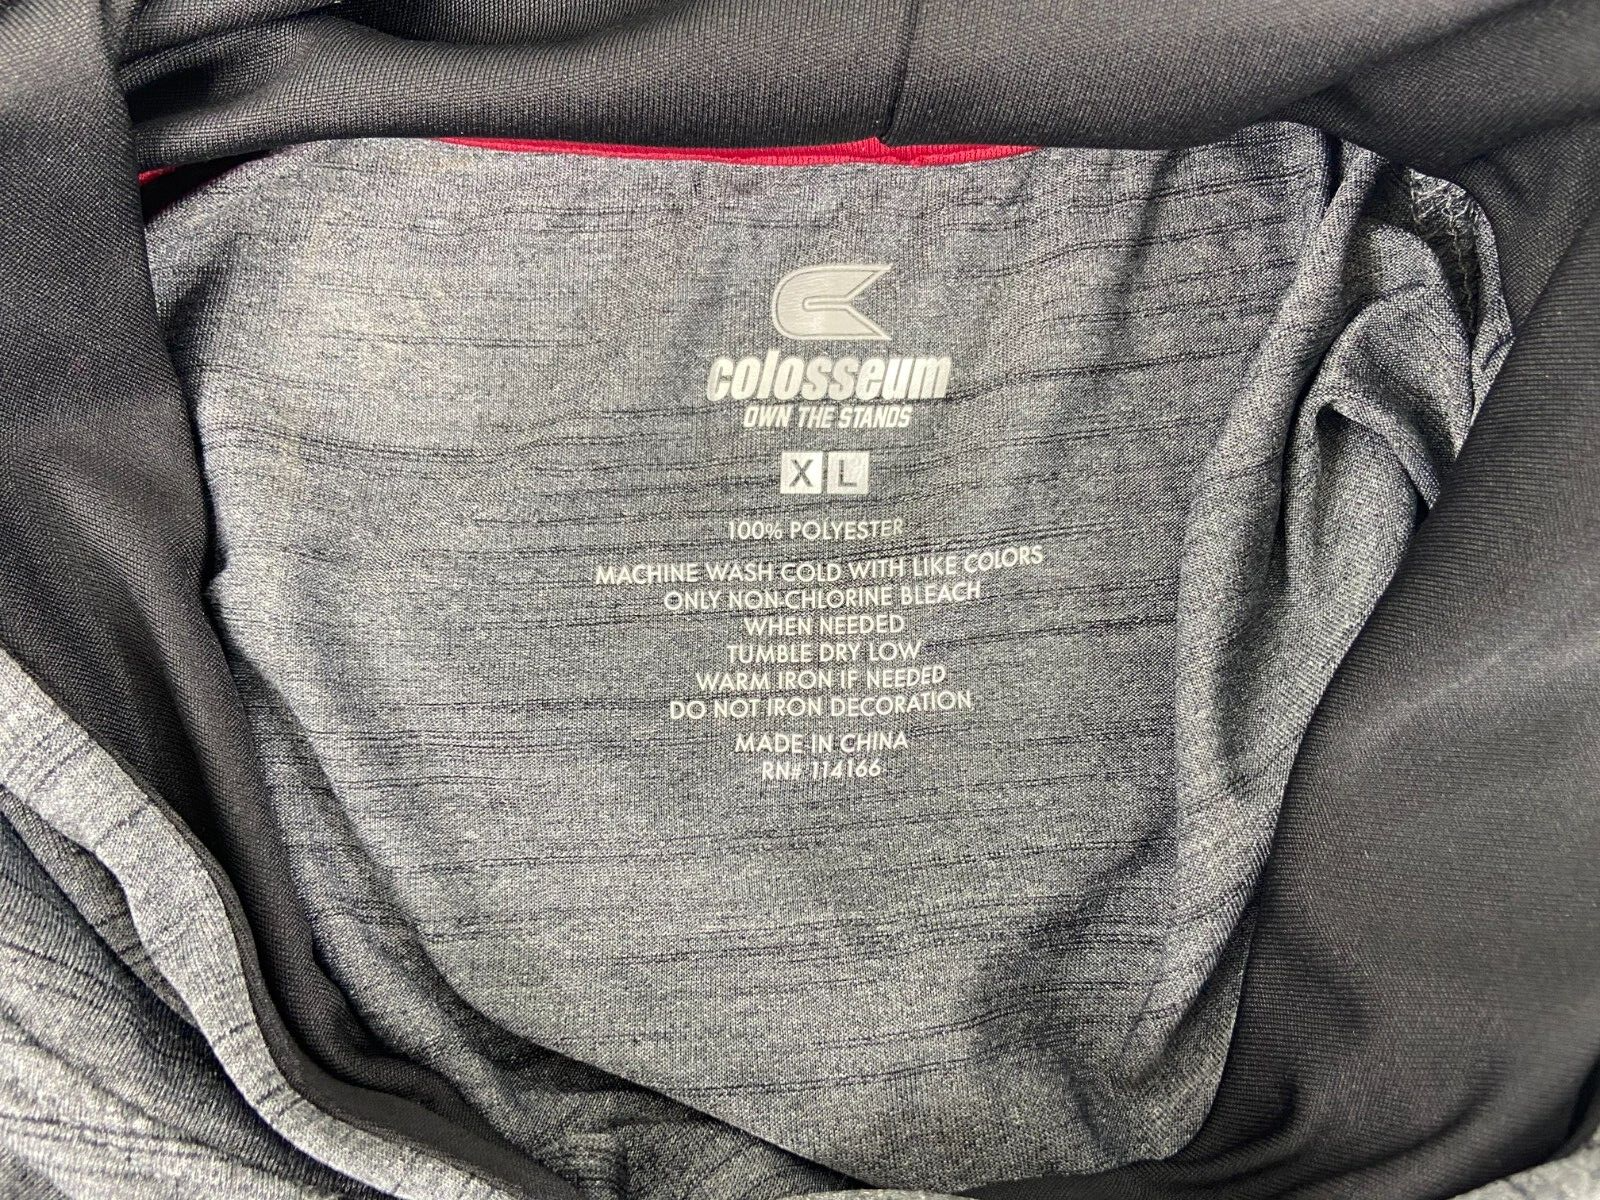 colosseum
OWN THE STANDS
XL
100% POLYESTER
MACHINE WASH COLD WITH LIKE COLORS
ONLY NON-CHLORINE BLEACH
WHEN NEEDED
TUMBLE DRY LOW
WARM IRON IF NEEDED
DO NOT IRON DECORATION
MADE IN CHINA
RN# 114166